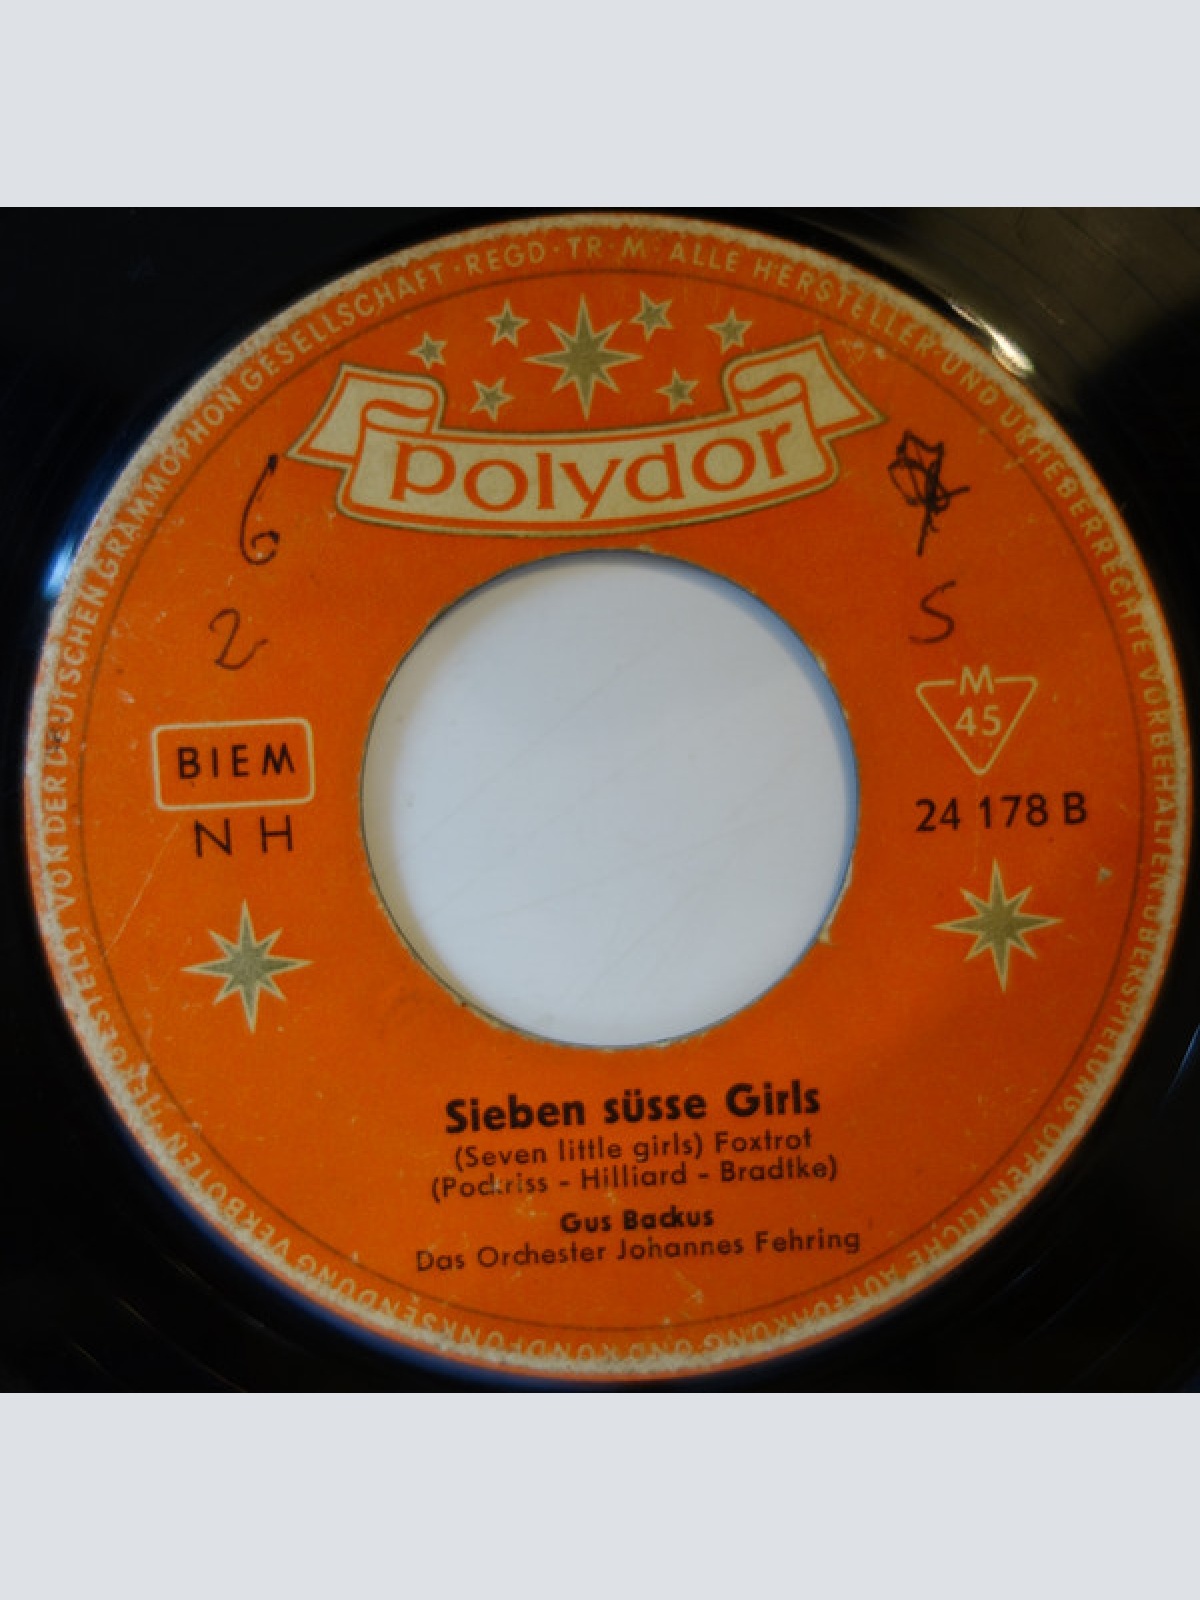 HERGESTELLT VON DER DEUTSCHEN GRAMMOPHON GESELLSCHAFT · REGD · TR · M · ALLE HERSTELLER- UND URHEBERRECHTE VORBEHALTEN · ÜBERSPIELUNG, ÖFFENTLICHE AUFFÜHRUNG UND RUNDFUNKSENDUNG VERBOTEN ·
polydor
6
2
5
M
45
BIEM
NH
24 178 B
Sieben süsse Girls
(Seven little girls) Foxtrot
(Pockriss - Hilliard - Bradtke)
Gus Backus
Das Orchester Johannes Fehring